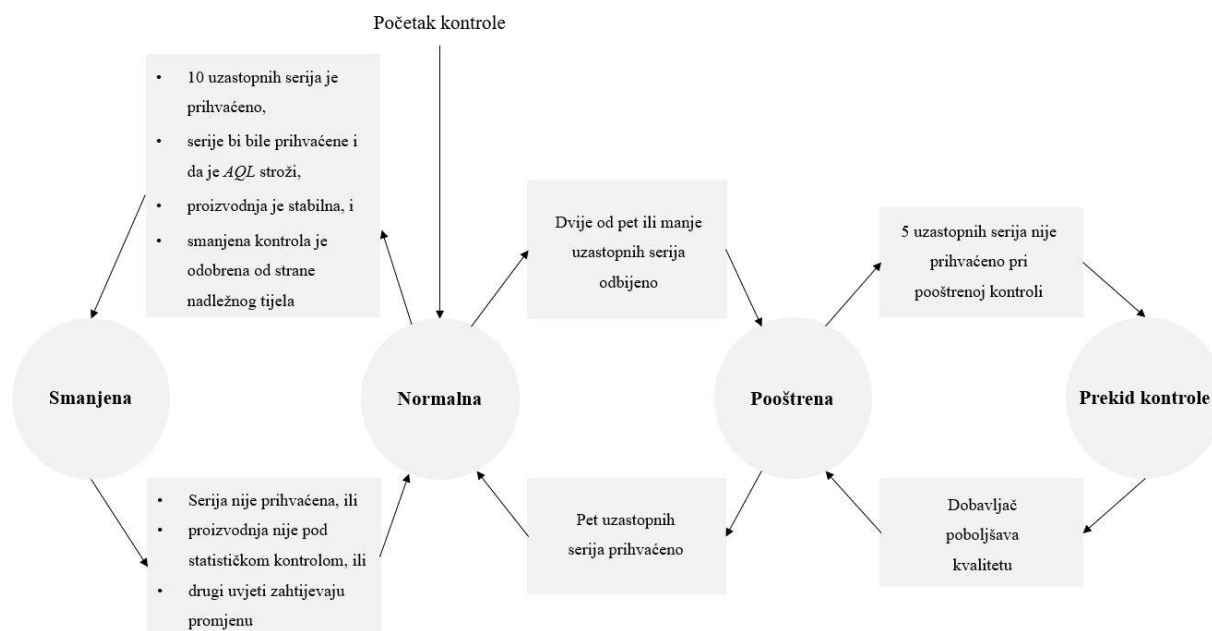 Početak kontrole
• 10 uzastopnih serija je
prihvaćeno,
• serije bi bile prihvaćene i
da je AQL stroži,
• proizvodnja je stabilna, i
• smanjena kontrola je
odobrena od strane
nadležnog tijela
Dvije od pet ili manje
uzastopnih serija
odbijeno
5 uzastopnih serija nije
prihvaćeno pri
pooštrenoj kontroli
Smanjena
Normalna
Pooštrena
Prekid kontrole
• Serija nije prihvaćena, ili
• proizvodnja nije pod
statističkom kontrolom, ili
• drugi uvjeti zahtijevaju
promjenu
Pet uzastopnih
serija prihvaćeno
Dobavljač
poboljšava
kvalitetu